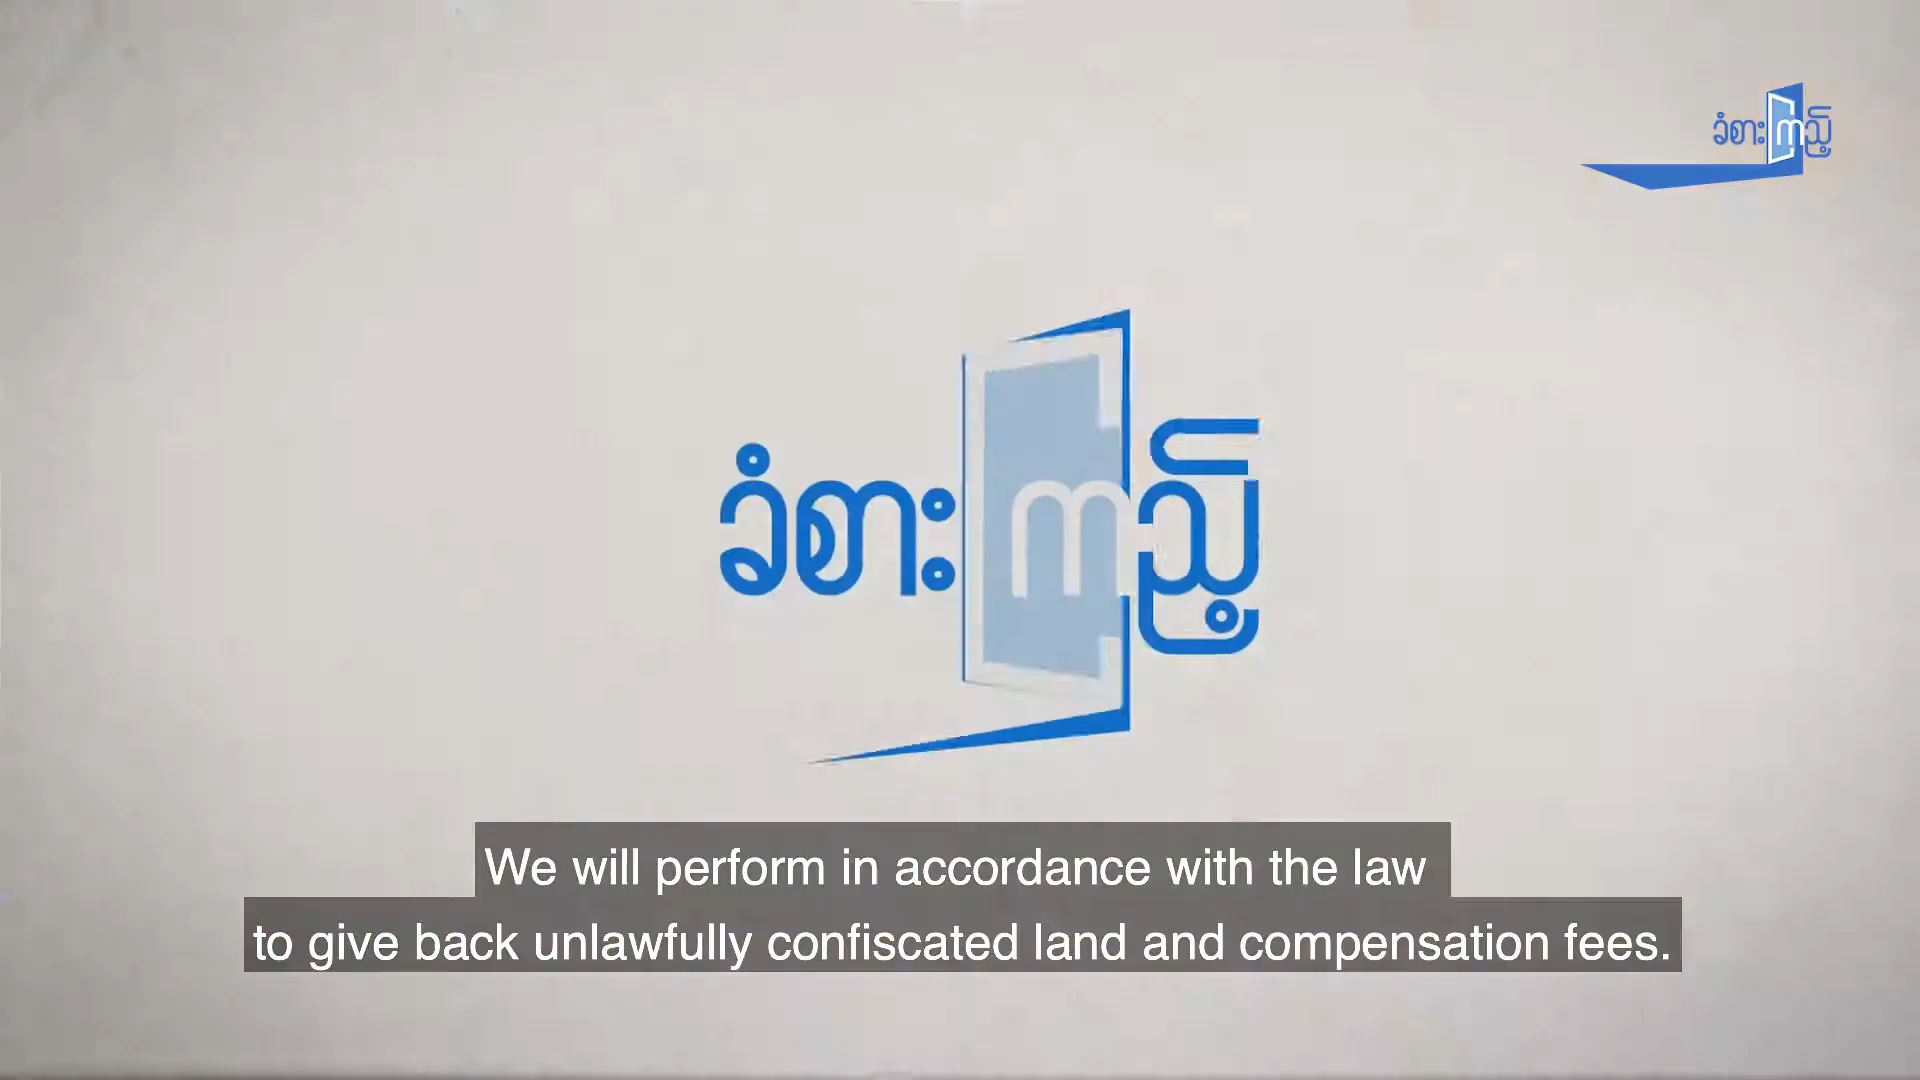 ခံစားကြည့်
ခံစားကြည့်
We will perform in accordance with the law
to give back unlawfully confiscated land and compensation fees.